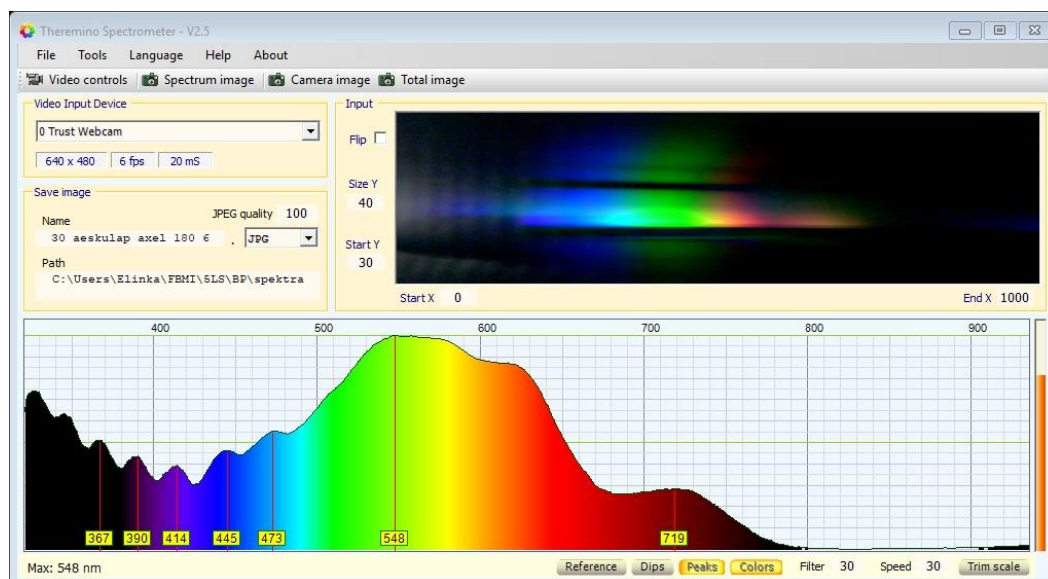 Theremino Spectrometer - V2.5
File Tools Language Help About
Video controls Spectrum image Camera image Total image
Video Input Device
0 Trust Webcam
640 x 480 6 fps 20 mS
Save image
Name JPEG quality 100
30 aeskulap axel 180 6 . JPG
Path
C:\Users\Elinka\FBMI\5LS\BP\spektra
Input
Flip
Size Y
40
Start Y
30
Start X 0 End X 1000
400 500 600 700 800 900
367 390 414 445 473 548 719
Max: 548 nm Reference Dips Peaks Colors Filter 30 Speed 30 Trim scale